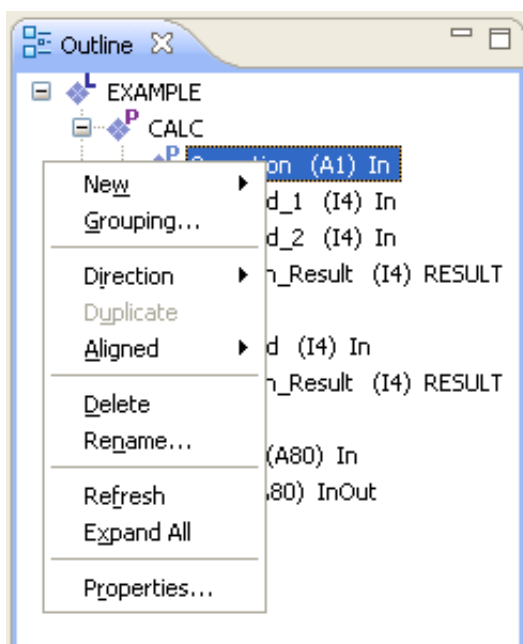 Outline
L EXAMPLE
P CALC
P (A1) In
New
d_1 (I4) In
Grouping...
d_2 (I4) In
Direction
n_Result (I4) RESULT
Duplicate
Aligned
d (I4) In
n_Result (I4) RESULT
Delete
Rename...
(A80) In
Refresh
80) InOut
Expand All
Properties...